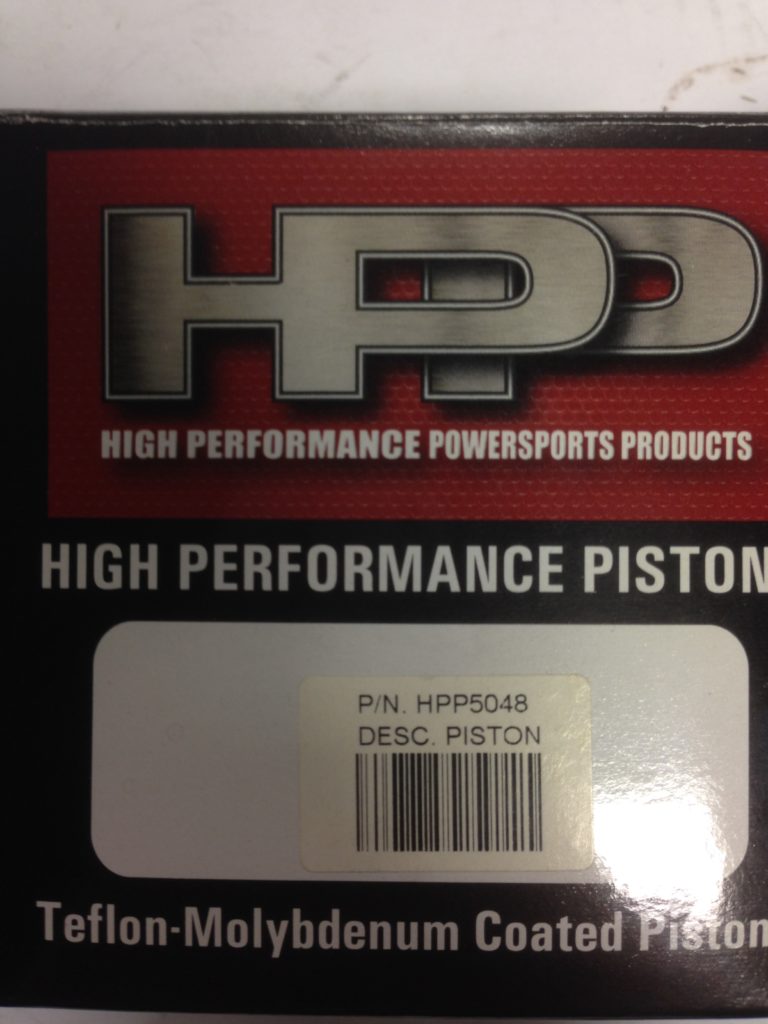 HPP
HIGH PERFORMANCE POWERSPORTS PRODUCTS
HIGH PERFORMANCE PISTON
P/N. HPP5048
DESC. PISTON
Teflon-Molybdenum Coated Piston